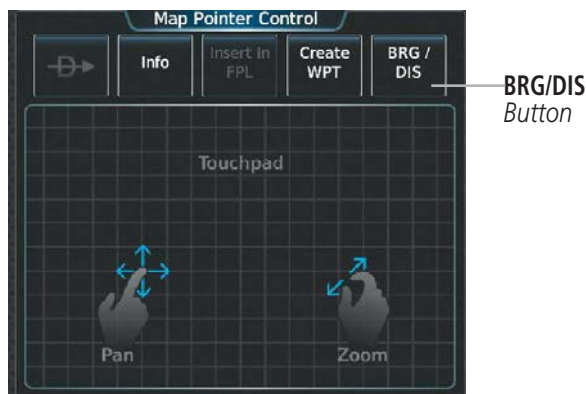 Map Pointer Control
D
Info
Insert In
FPL
Create
WPT
BRG /
DIS
BRG/DIS
Button
Touchpad
Pan
Zoom